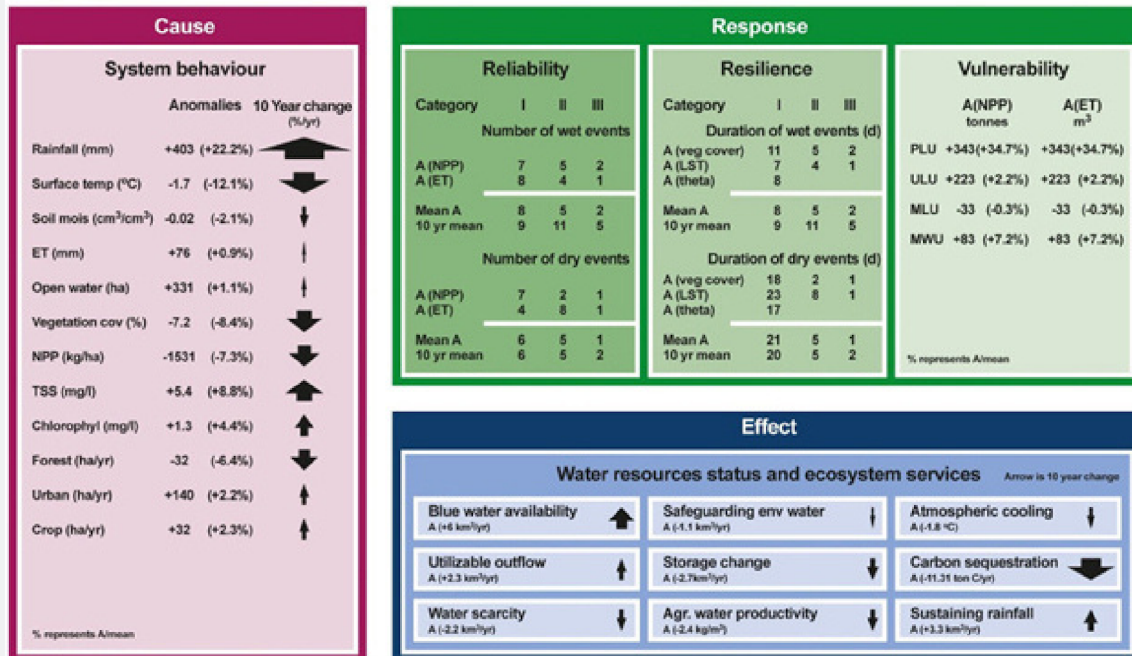 Cause
System behaviour
Anomalies 10 Year change
(%/yr)
Rainfall (mm) +403 (+22.2%)
Surface temp (ºC) -1.7 (-12.1%)
Soil mois (cm³/cm³) -0.02 (-2.1%)
ET (mm) +76 (+0.9%)
Open water (ha) +331 (+1.1%)
Vegetation cov (%) -7.2 (-8.4%)
NPP (kg/ha) -1531 (-7.3%)
TSS (mg/l) +5.4 (+8.8%)
Chlorophyl (mg/l) +1.3 (+4.4%)
Forest (ha/yr) -32 (-6.4%)
Urban (ha/yr) +140 (+2.2%)
Crop (ha/yr) +32 (+2.3%)
% represents A/mean
Response
Reliability
Category I II III
Number of wet events
A (NPP) 7 5 2
A (ET) 8 4 1
Mean A 8 5 2
10 yr mean 9 11 5
Number of dry events
A (NPP) 7 2 1
A (ET) 4 8 1
Mean A 6 5 1
10 yr mean 6 5 2
Resilience
Category I II III
Duration of wet events (d)
A (veg cover) 11 5 2
A (LST) 7 4 1
A (theta) 8
Mean A 8 5 2
10 yr mean 9 11 5
Duration of dry events (d)
A (veg cover) 18 2 1
A (LST) 23 8 1
A (theta) 17
Mean A 21 5 1
10 yr mean 20 5 2
Vulnerability
A(NPP) A(ET)
tonnes m³
PLU +343(+34.7%) +343(+34.7%)
ULU +223 (+2.2%) +223 (+2.2%)
MLU -33 (-0.3%) -33 (-0.3%)
MWU +83 (+7.2%) +83 (+7.2%)
% represents A/mean
Effect
Water resources status and ecosystem services Arrow is 10 year change
Blue water availability
A (+6 km³/yr)
Safeguarding env water
A (-1.1 km³/yr)
Atmospheric cooling
A (-1.8 ºC)
Utilizable outflow
A (+2.3 km³/yr)
Storage change
A (-2.7km³/yr)
Carbon sequestration
A (-11.31 ton C/yr)
Water scarcity
A (-2.2 km³/yr)
Agr. water productivity
A (-2.4 kg/m³)
Sustaining rainfall
A (+3.3 km³/yr)